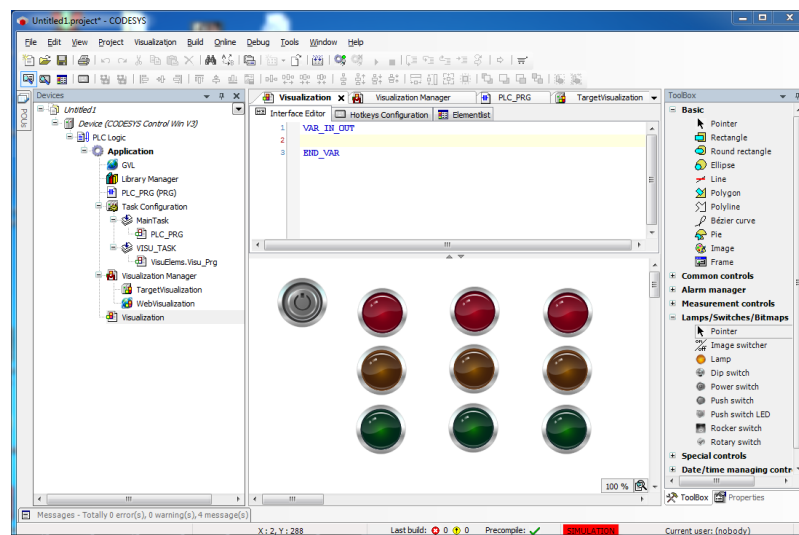 Untitled1.project* - CODESYS
File Edit View Project Visualization Build Online Debug Tools Window Help
Devices
POUs
Untitled1
Device (CODESYS Control Win V3)
PLC Logic
Application
GVL
Library Manager
PLC_PRG (PRG)
Task Configuration
MainTask
PLC_PRG
VISU_TASK
VisuElems.Visu_Prg
Visualization Manager
TargetVisualization
WebVisualization
Visualization
Visualization Visualization Manager PLC_PRG TargetVisualization
Interface Editor Hotkeys Configuration Elementlist
1 VAR_IN_OUT
2
3 END_VAR
100 %
ToolBox
Basic
Pointer
Rectangle
Round rectangle
Ellipse
Line
Polygon
Polyline
Bézier curve
Pie
Image
Frame
Common controls
Alarm manager
Measurement controls
Lamps/Switches/Bitmaps
Pointer
Image switcher
Lamp
Dip switch
Power switch
Push switch
Push switch LED
Rocker switch
Rotary switch
Special controls
Date/time managing contr
ToolBox Properties
Messages - Totally 0 error(s), 0 warning(s), 4 message(s)
X: 2, Y: 288 Last build: 0 0 Precompile: SIMULATION Current user: (nobody)